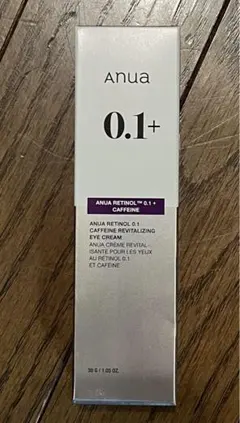 Anua
0.1+
ANUA RETINOL™ 0.1 +
CAFFEINE
ANUA RETINOL 0.1
CAFFEINE REVITALIZING
EYE CREAM
ANUA CRÈME REVITAL-
ISANTE POUR LES YEUX
AU RÉTINOL 0.1
ET CAFÉINE
30 G / 1.05 OZ.